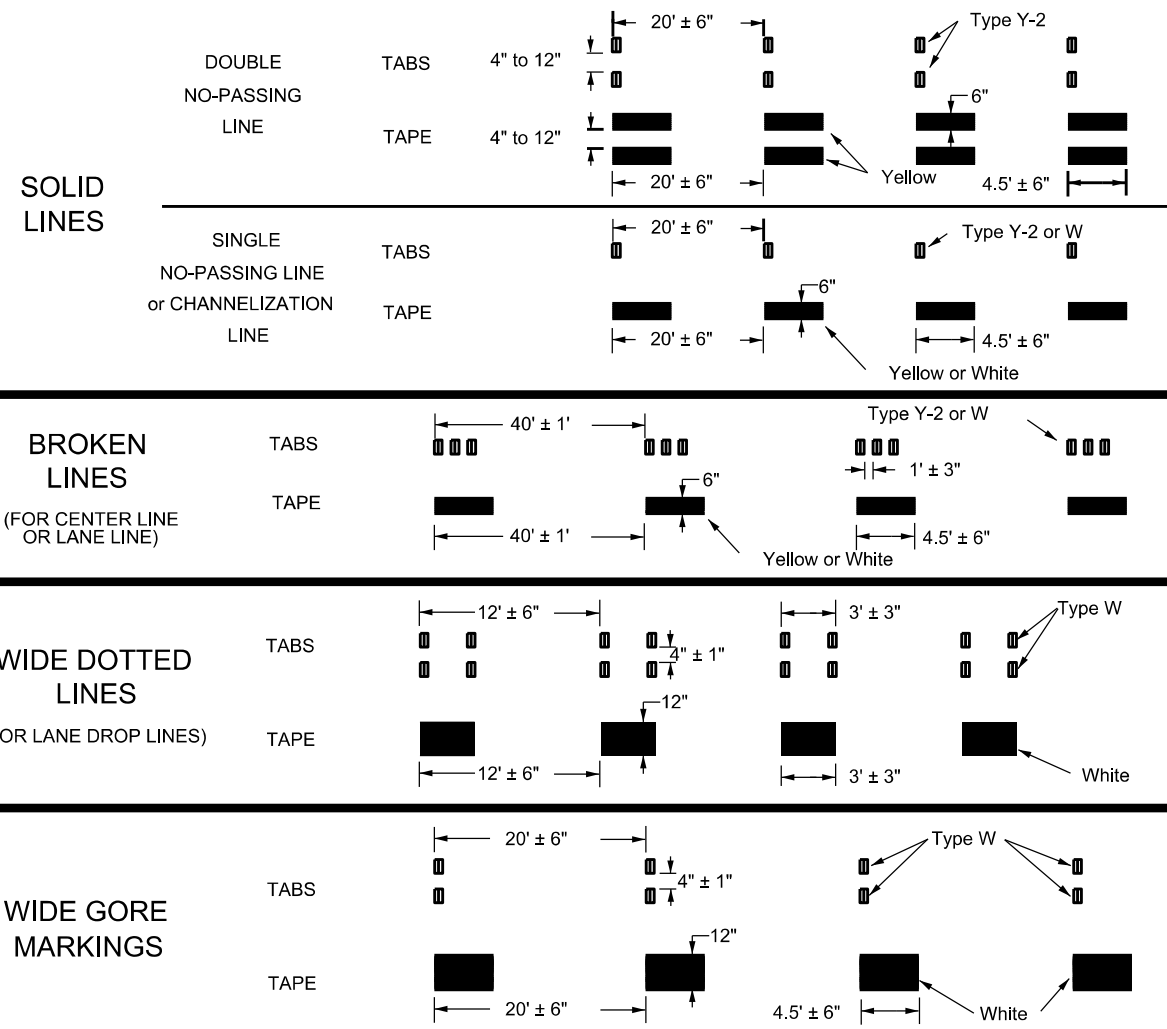 SOLID
LINES
DOUBLE
NO-PASSING
LINE
TABS
4" to 12"
20' ± 6"
Type Y-2
TAPE
4" to 12"
6"
Yellow
20' ± 6"
4.5' ± 6"
SINGLE
NO-PASSING LINE
or CHANNELIZATION
LINE
TABS
20' ± 6"
Type Y-2 or W
TAPE
6"
20' ± 6"
4.5' ± 6"
Yellow or White
BROKEN
LINES
(FOR CENTER LINE
OR LANE LINE)
TABS
40' ± 1'
Type Y-2 or W
1' ± 3"
TAPE
6"
40' ± 1'
4.5' ± 6"
Yellow or White
WIDE DOTTED
LINES
OR LANE DROP LINES)
TABS
12' ± 6"
3' ± 3"
Type W
4" ± 1"
TAPE
12"
12' ± 6"
3' ± 3"
White
WIDE GORE
MARKINGS
TABS
20' ± 6"
Type W
4" ± 1"
TAPE
12"
20' ± 6"
4.5' ± 6"
White